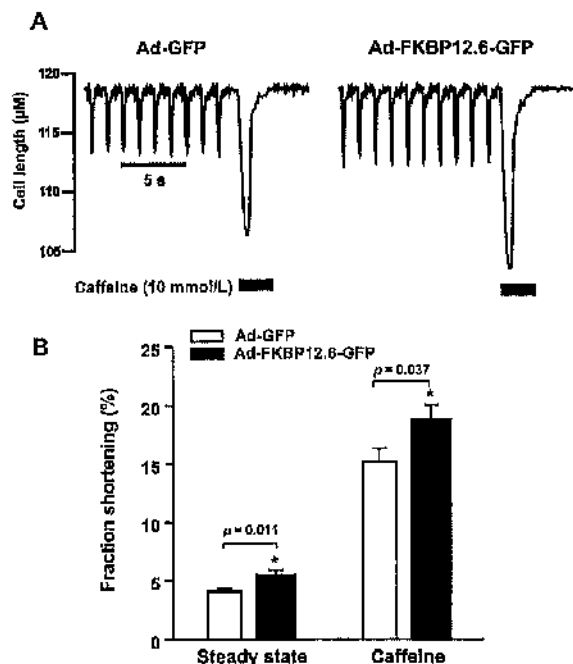 A
Ad-GFP Ad-FKBP12.6-GFP
120
115
110
105
Cell length (µM)
5 s
Caffeine (10 mmol/L)
B
Ad-GFP
Ad-FKBP12.6-GFP
25
20
15
10
5
0
Fraction shortening (%)
p = 0.011
*
p = 0.037
*
Steady state Caffeine